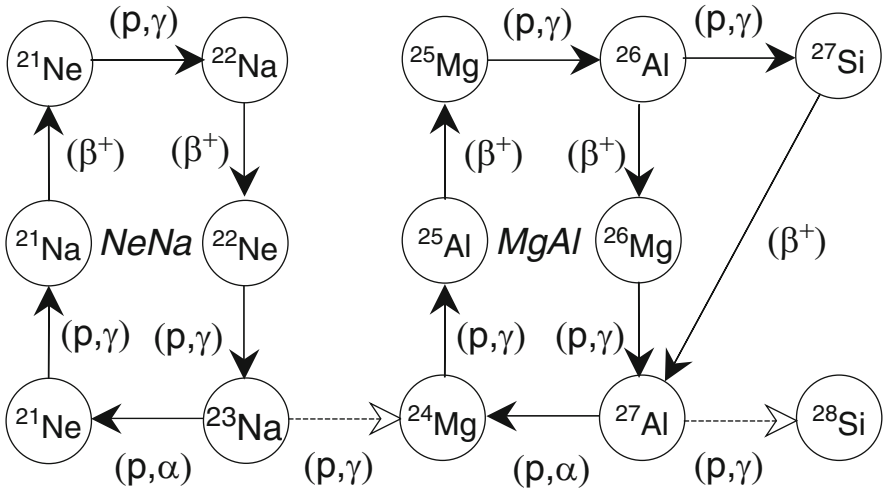 (p,γ) (p,γ) (p,γ)
²¹Ne ²²Na ²⁵Mg ²⁶Al ²⁷Si
(β⁺) (β⁺) (β⁺) (β⁺)
²¹Na NeNa ²²Ne ²⁵Al MgAl ²⁶Mg (β⁺)
(p,γ) (p,γ) (p,γ) (p,γ)
²¹Ne ²³Na ²⁴Mg ²⁷Al ²⁸Si
(p,α) (p,γ) (p,α) (p,γ)